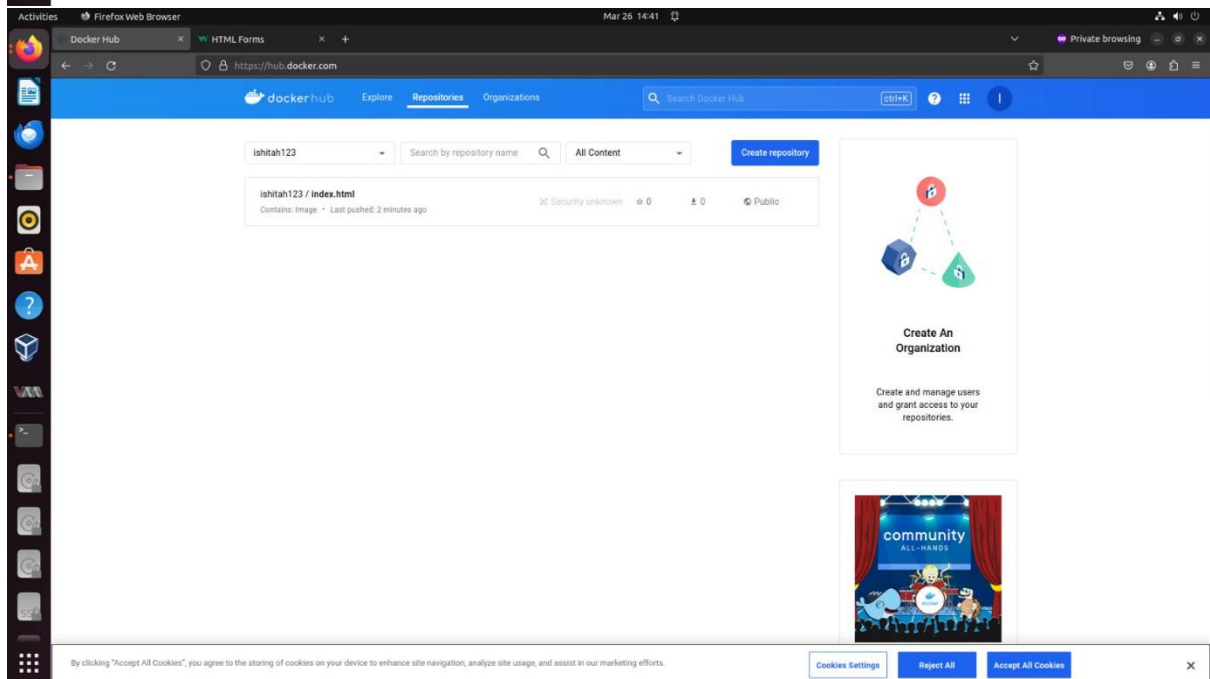 Activities Firefox Web Browser Mar 26 14:41
Docker Hub × HTML Forms × + Private browsing
https://hub.docker.com
dockerhub Explore Repositories Organizations Search Docker Hub ctrl+K ? I
ishitah123 Search by repository name All Content Create repository
ishitah123 / index.html
Contains: Image • Last pushed: 2 minutes ago
Security unknown 0 0 Public
Create An
Organization
Create and manage users
and grant access to your
repositories.
community
ALL-HANDS
docker
By clicking "Accept All Cookies", you agree to the storing of cookies on your device to enhance site navigation, analyze site usage, and assist in our marketing efforts.
Cookies Settings Reject All Accept All Cookies
SSD